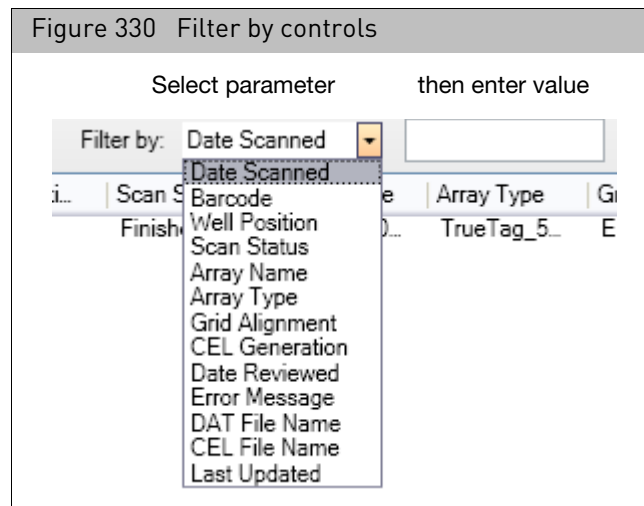 Figure 330 Filter by controls
Select parameter then enter value
Filter by: Date Scanned
Date Scanned
Scan S e Array Type
Barcode
Finish TrueTag_5... E
Well Position
Scan Status
Array Name
Array Type
Grid Alignment
CEL Generation
Date Reviewed
Error Message
DAT File Name
CEL File Name
Last Updated